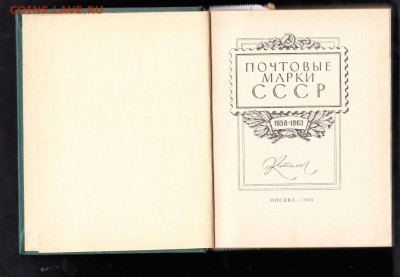 COINS.LAVE.RU
ПОЧТОВЫЕ
МАРКИ
СССР
1958-1963
Каталог
МОСКВА—1965